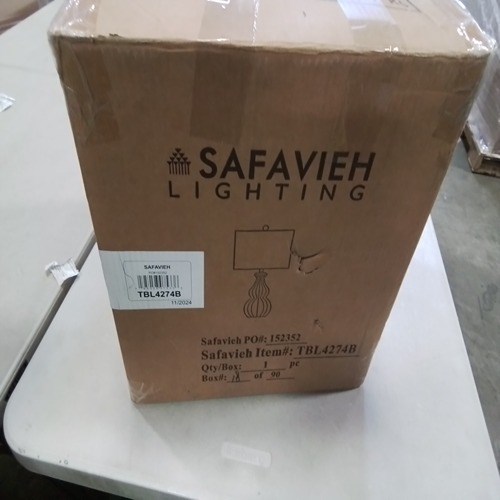 SAFAVIEH
LIGHTING
SAFAVIEH
TBL4274B
11/2024
Safavieh PO#: 152352
Safavieh Item#: TBL4274B
Qty/Box: 1 pc
Box#: of 90